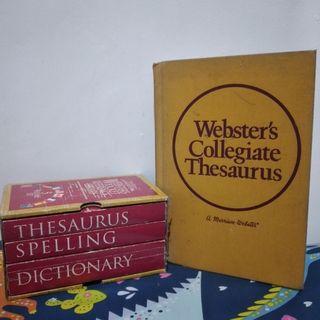 THESAURUS
SPELLING
DICTIONARY
Webster's
Collegiate
Thesaurus
A Merriam-Webster®